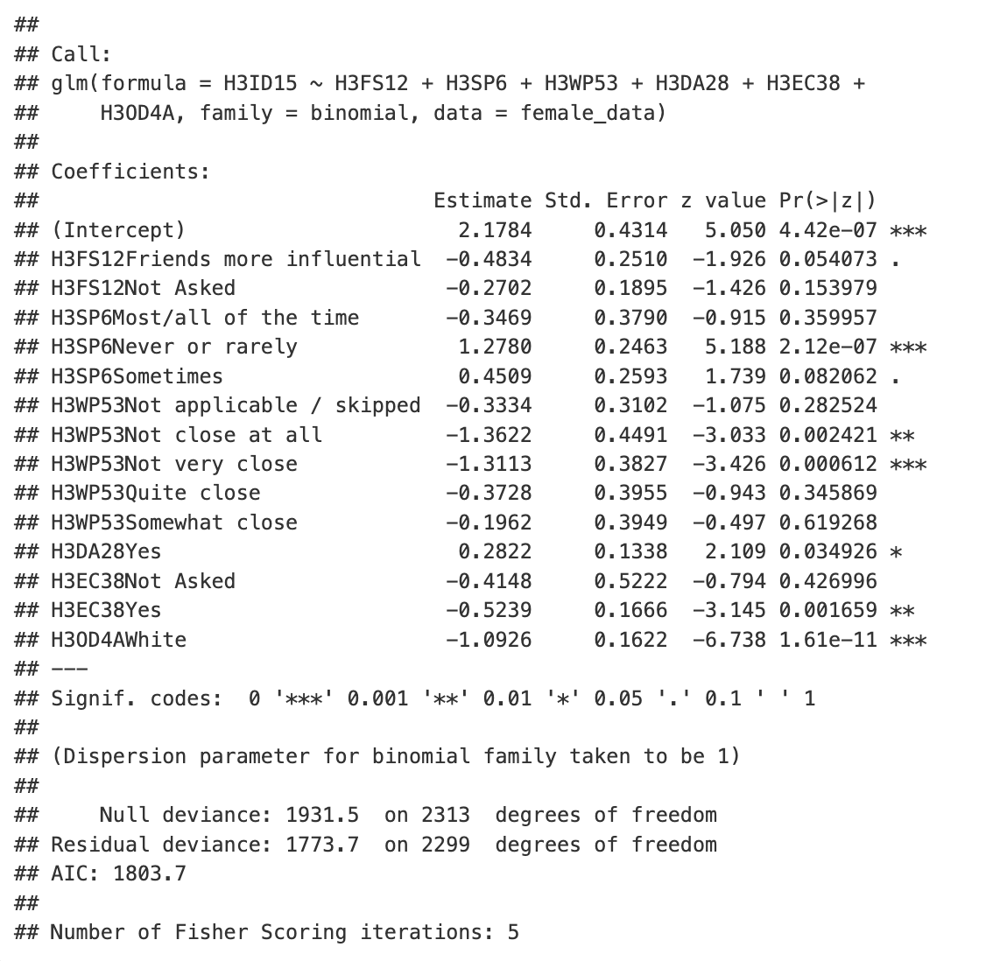 ##
## Call:
## glm(formula = H3ID15 ~ H3FS12 + H3SP6 + H3WP53 + H3DA28 + H3EC38 +
##     H3OD4A, family = binomial, data = female_data)
##
## Coefficients:
##                                Estimate Std. Error z value Pr(>|z|)
## (Intercept)                      2.1784     0.4314   5.050 4.42e-07 ***
## H3FS12Friends more influential  -0.4834     0.2510  -1.926 0.054073 .
## H3FS12Not Asked                 -0.2702     0.1895  -1.426 0.153979
## H3SP6Most/all of the time       -0.3469     0.3790  -0.915 0.359957
## H3SP6Never or rarely             1.2780     0.2463   5.188 2.12e-07 ***
## H3SP6Sometimes                   0.4509     0.2593   1.739 0.082062 .
## H3WP53Not applicable / skipped  -0.3334     0.3102  -1.075 0.282524
## H3WP53Not close at all          -1.3622     0.4491  -3.033 0.002421 **
## H3WP53Not very close            -1.3113     0.3827  -3.426 0.000612 ***
## H3WP53Quite close               -0.3728     0.3955  -0.943 0.345869
## H3WP53Somewhat close            -0.1962     0.3949  -0.497 0.619268
## H3DA28Yes                        0.2822     0.1338   2.109 0.034926 *
## H3EC38Not Asked                 -0.4148     0.5222  -0.794 0.426996
## H3EC38Yes                       -0.5239     0.1666  -3.145 0.001659 **
## H3OD4AWhite                     -1.0926     0.1622  -6.738 1.61e-11 ***
## ---
## Signif. codes:  0 '***' 0.001 '**' 0.01 '*' 0.05 '.' 0.1 ' ' 1
##
## (Dispersion parameter for binomial family taken to be 1)
##
##     Null deviance: 1931.5  on 2313  degrees of freedom
## Residual deviance: 1773.7  on 2299  degrees of freedom
## AIC: 1803.7
##
## Number of Fisher Scoring iterations: 5